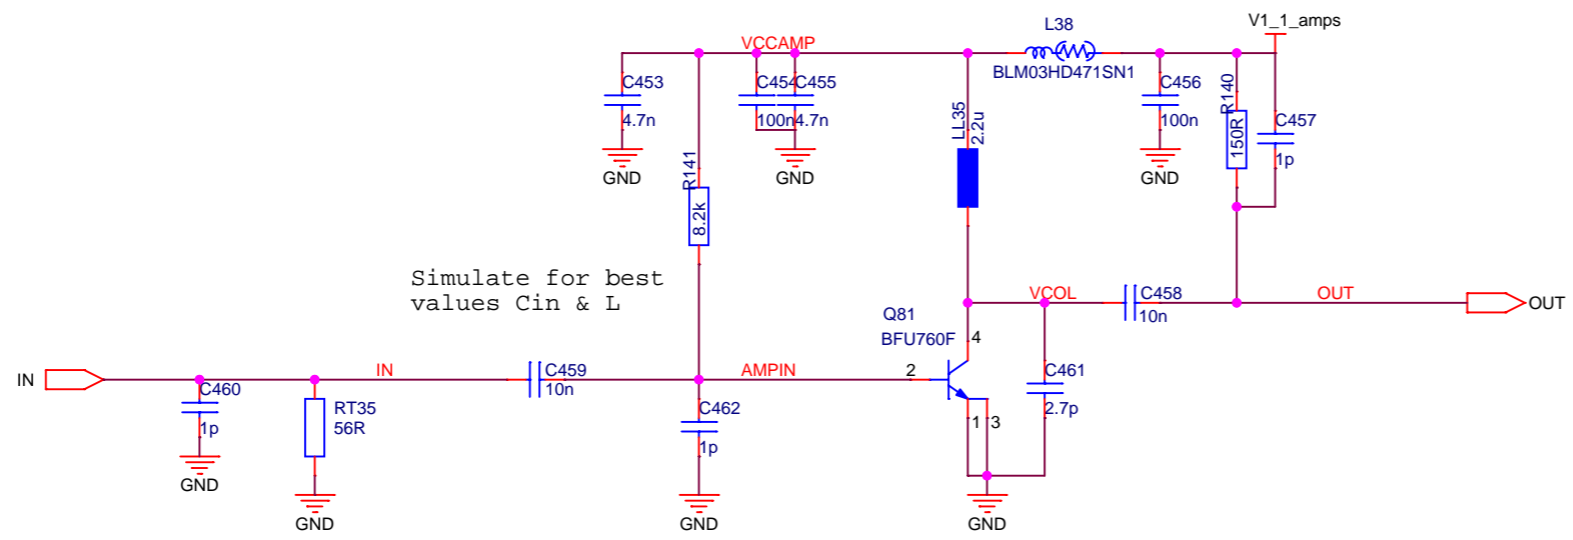 L38
V1_1_amps
VCCAMP
BLM03HD471SN1
C453
4.7n
GND
C454
100n
C455
4.7n
GND
R141
8.2k
LL35
2.2u
C456
100n
GND
R140
150R
C457
1p
Simulate for best
values Cin & L
VCOL
C458
10n
OUT
OUT
Q81
BFU760F
4
2
1
3
C461
2.7p
GND
IN
IN
C460
1p
GND
RT35
56R
GND
C459
10n
AMPIN
C462
1p
GND